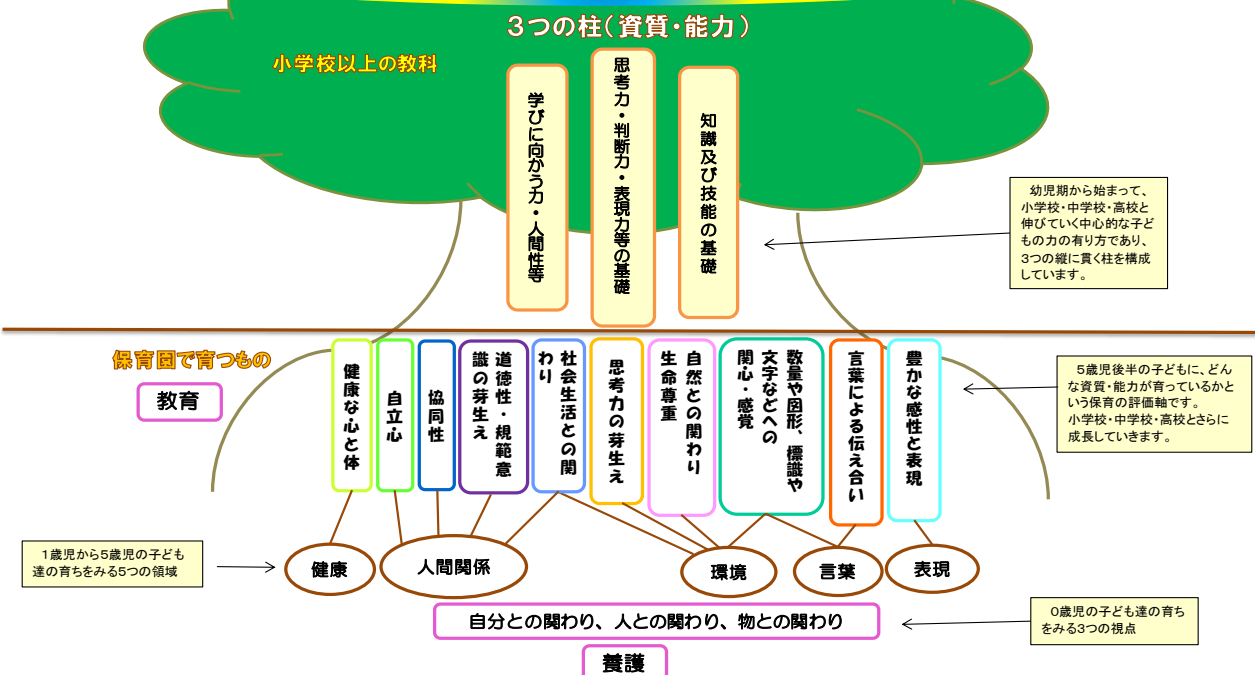 3つの柱(資質・能力)
小学校以上の教科
学びに向かう力・人間性等
思考力・判断力・表現力等の基礎
知識及び技能の基礎
幼児期から始まって、
小学校・中学校・高校と
伸びていく中心的な子ど
もの力の有り方であり、
3つの縦に貫く柱を構成
しています。
保育園で育つもの
教育
健康な心と体
自立心
協同性
道徳性・規範意
識の芽生え
社会生活との関
わり
思考力の芽生え
自然との関わり
生命尊重
数量や図形、標識や
文字などへの
関心・感覚
言葉による伝え合い
豊かな感性と表現
5歳児後半の子どもに、どん
な資質・能力が育っているかと
いう保育の評価軸です。
小学校・中学校・高校とさらに
成長していきます。
1歳児から5歳児の子ども
達の育ちをみる5つの領域
健康
人間関係
環境
言葉
表現
自分との関わり、人との関わり、物との関わり
0歳児の子ども達の育ち
をみる3つの視点
養護